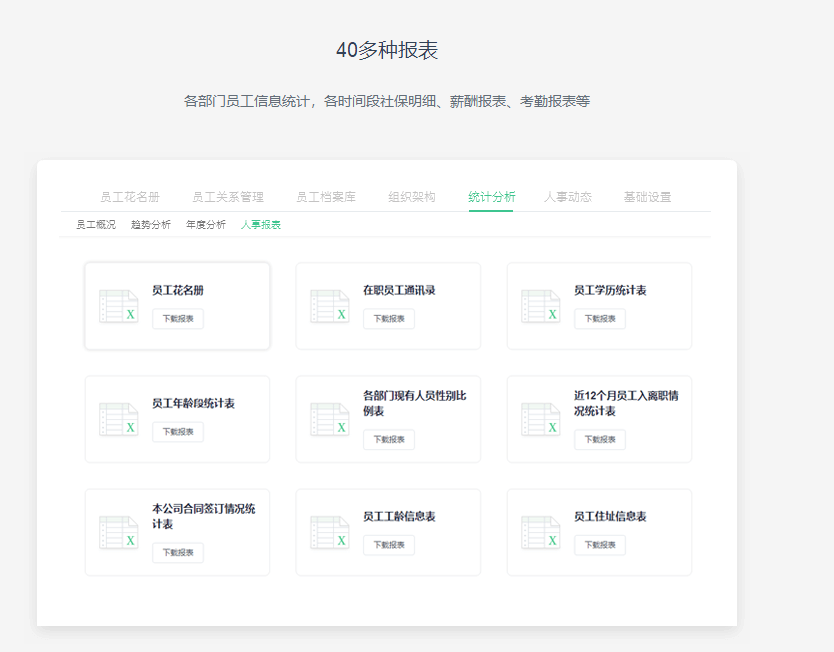 40多种报表
各部门员工信息统计，各时间段社保明细、薪酬报表、考勤报表等
员工花名册 员工关系管理 员工档案库 组织架构 统计分析 人事动态 基础设置
员工概况 趋势分析 年度分析 人事报表
员工花名册
下载报表
在职员工通讯录
下载报表
员工学历统计表
下载报表
员工年龄段统计表
下载报表
各部门现有人员性别比
例表
下载报表
近12个月员工入离职情
况统计表
下载报表
本公司合同签订情况统
计表
下载报表
员工工龄信息表
下载报表
员工住址信息表
下载报表